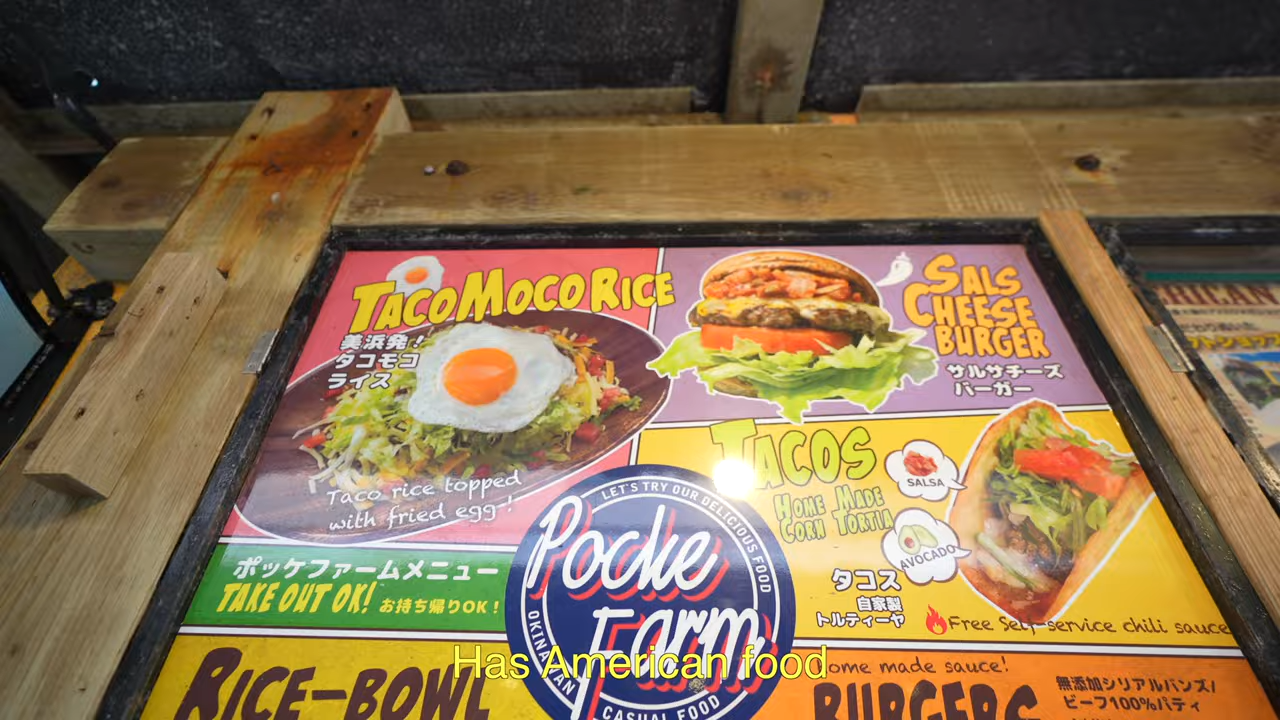 TACO MOCO RICE
美浜発！
タコモコ
ライス
Taco rice topped
with fried egg!
SALS
CHEESE
BURGER
サルサチーズ
バーガー
TACOS
HOME MADE
CORN TORTIA
SALSA
AVOCADO
タコス
自家製
トルティーヤ
Free Self-service chili sauce
ポッケファームメニュー
TAKE OUT OK! お持ち帰りOK！
LET'S TRY OUR DELICIOUS FOOD
Pocke
Farm
OKINAWAN
CASUAL FOOD
RICE-BOWL
ome made sauce!
BURGERS
無添加シリアルバンズ/
ビーフ100%パティ
Has American food